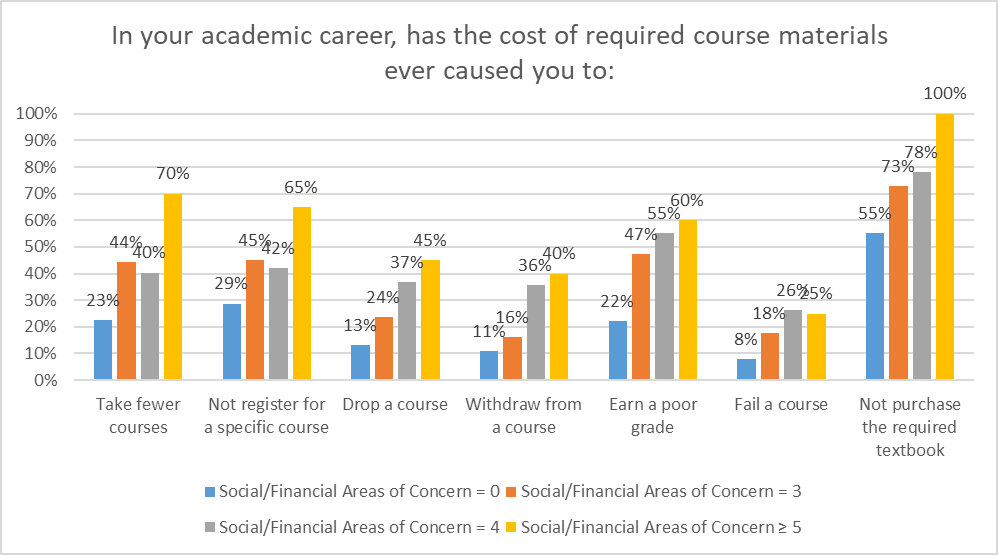 In your academic career, has the cost of required course materials
ever caused you to:
100%
90%
80%
70%
60%
50%
40%
30%
20%
10%
0%
23%
44%
40%
70%
29%
45%
42%
65%
13%
24%
37%
45%
11%
16%
36%
40%
22%
47%
55%
60%
8%
18%
26%
25%
55%
73%
78%
100%
Take fewer
courses
Not register for
a specific course
Drop a course
Withdraw from
a course
Earn a poor
grade
Fail a course
Not purchase
the required
textbook
Social/Financial Areas of Concern = 0
Social/Financial Areas of Concern = 3
Social/Financial Areas of Concern = 4
Social/Financial Areas of Concern ≥ 5